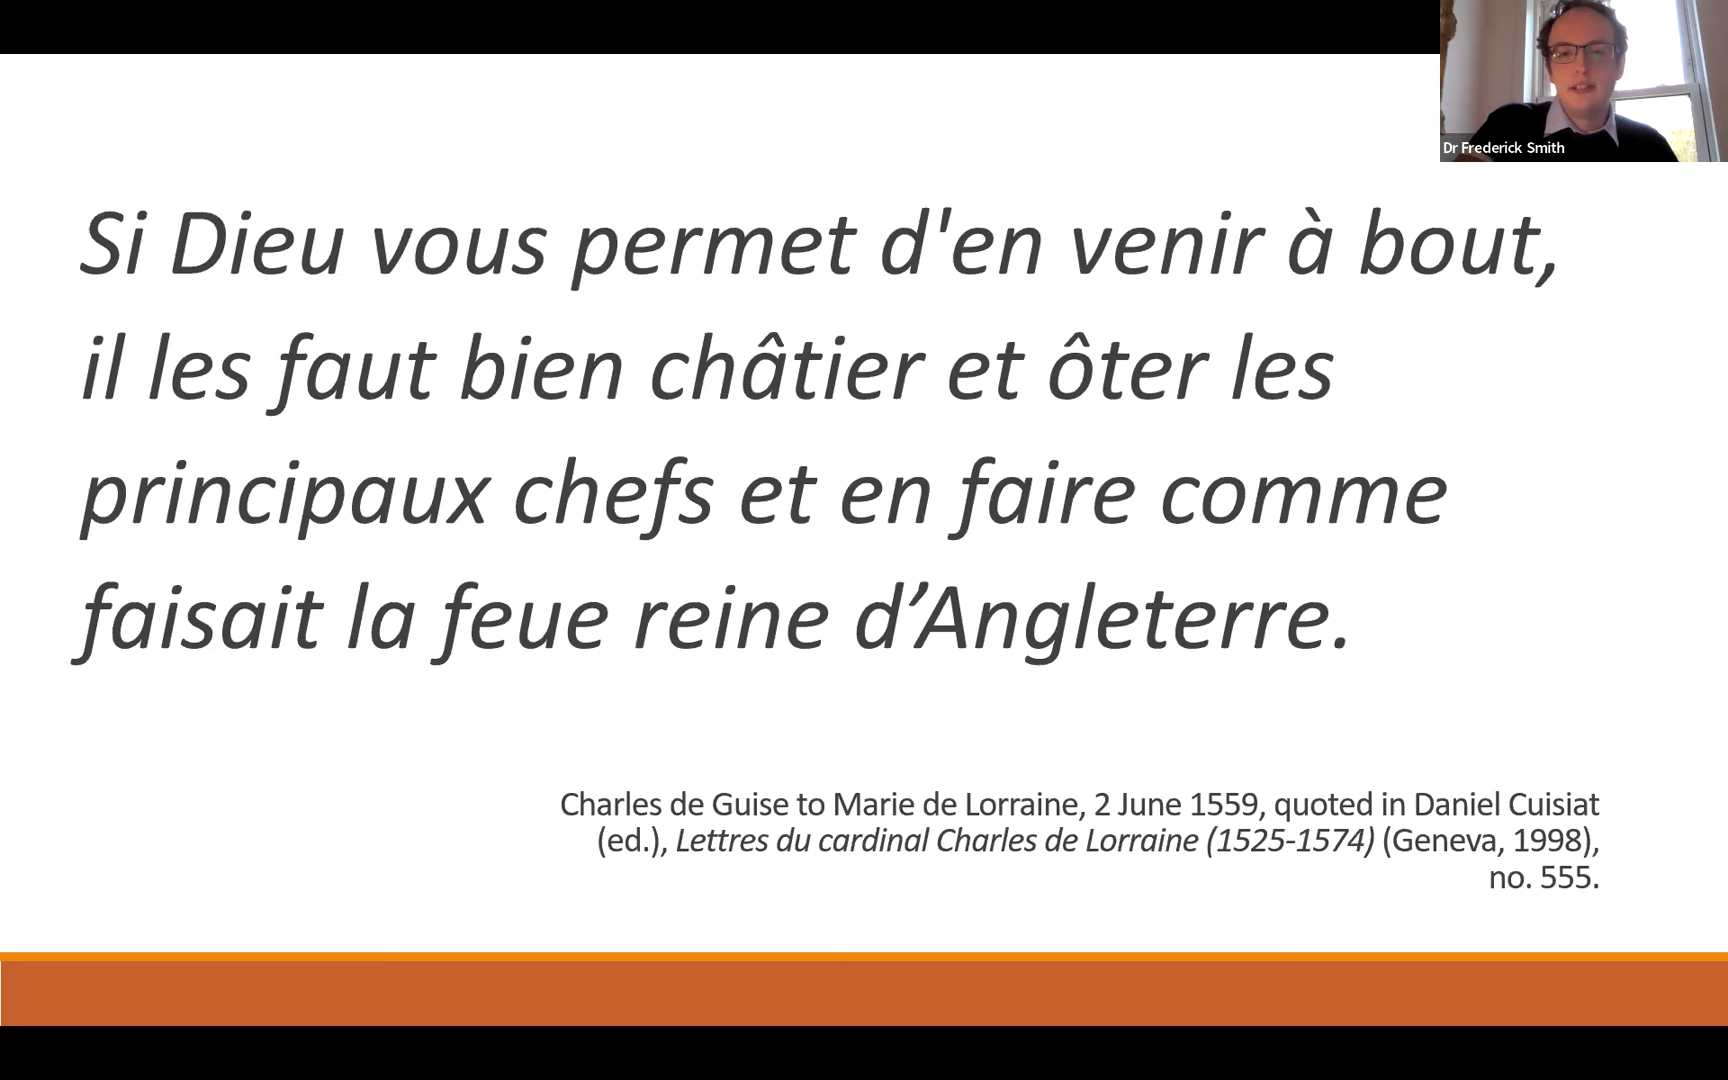 Dr Frederick Smith
Si Dieu vous permet d'en venir à bout,
il les faut bien châtier et ôter les
principaux chefs et en faire comme
faisait la feue reine d’Angleterre.
Charles de Guise to Marie de Lorraine, 2 June 1559, quoted in Daniel Cuisiat
(ed.), Lettres du cardinal Charles de Lorraine (1525-1574) (Geneva, 1998),
no. 555.